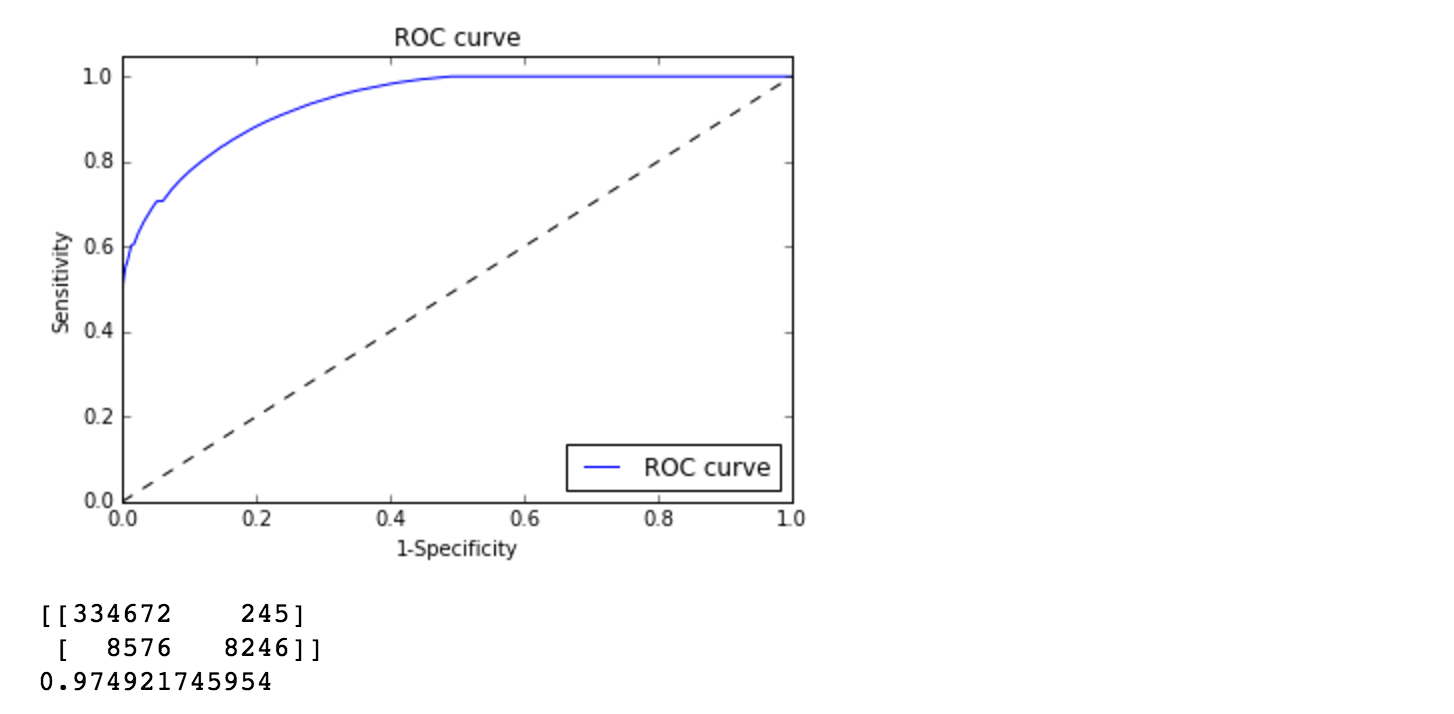 ROC curve
1.0
0.8
0.6
0.4
0.2
0.0
Sensitivity
ROC curve
0.0 0.2 0.4 0.6 0.8 1.0
1-Specificity
[[334672 245]
[ 8576 8246]]
0.974921745954